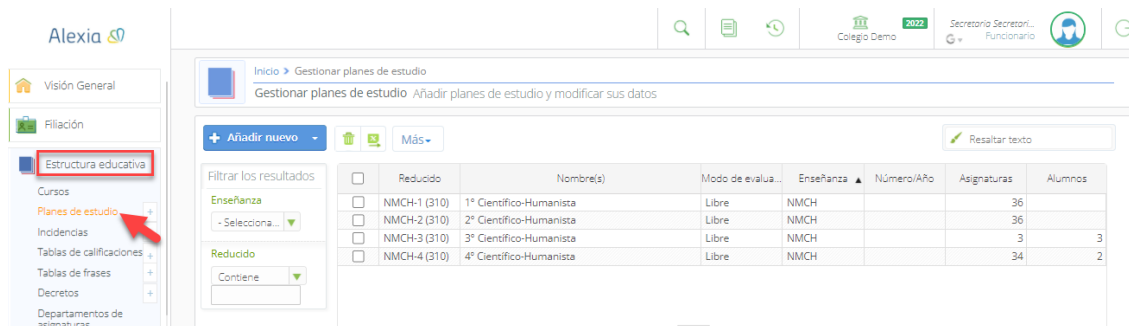 Alexia
Colegio Demo
2022
Secretaria Secretari...
Funcionario
Visión General
Filiación
Estructura educativa
Cursos
Planes de estudio
Incidencias
Tablas de calificaciones
Tablas de frases
Decretos
Departamentos de
asignaturas
Inicio > Gestionar planes de estudio
Gestionar planes de estudio Añadir planes de estudio y modificar sus datos
+ Añadir nuevo
Más
Resaltar texto
Filtrar los resultados
Enseñanza
- Selecciona...
Reducido
Contiene
Reducido Nombre(s) Modo de evalua... Enseñanza ▲ Número/Año Asignaturas Alumnos
NMCH-1 (310) 1º Científico-Humanista Libre NMCH 36
NMCH-2 (310) 2º Científico-Humanista Libre NMCH 36
NMCH-3 (310) 3º Científico-Humanista Libre NMCH 3 3
NMCH-4 (310) 4º Científico-Humanista Libre NMCH 34 2